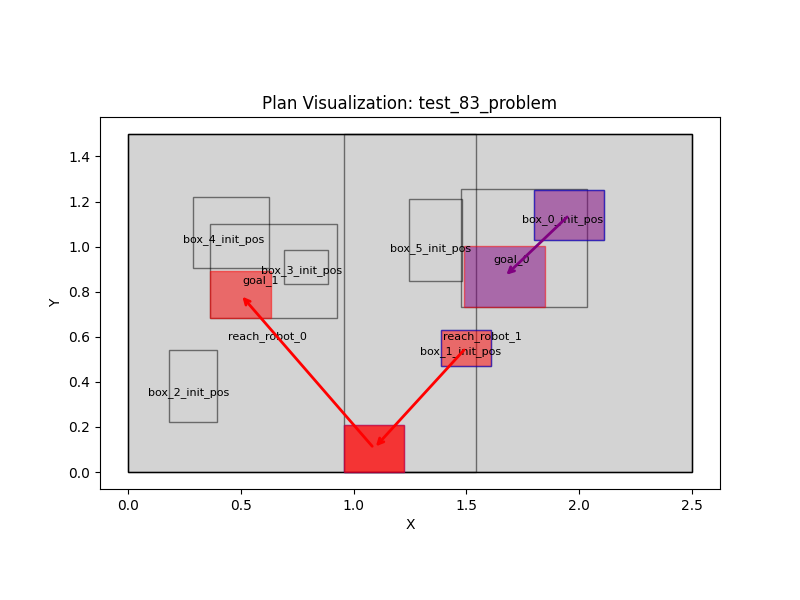 Plan Visualization: test_83_problem
1.4
1.2
1.0
0.8
0.6
0.4
0.2
0.0
Y
box_0_init_pos
box_4_init_pos
box_5_init_pos
goal_0
box_3_init_pos
goal_1
reach_robot_0
reach_robot_1
box_1_init_pos
box_2_init_pos
0.0
0.5
1.0
1.5
2.0
2.5
X